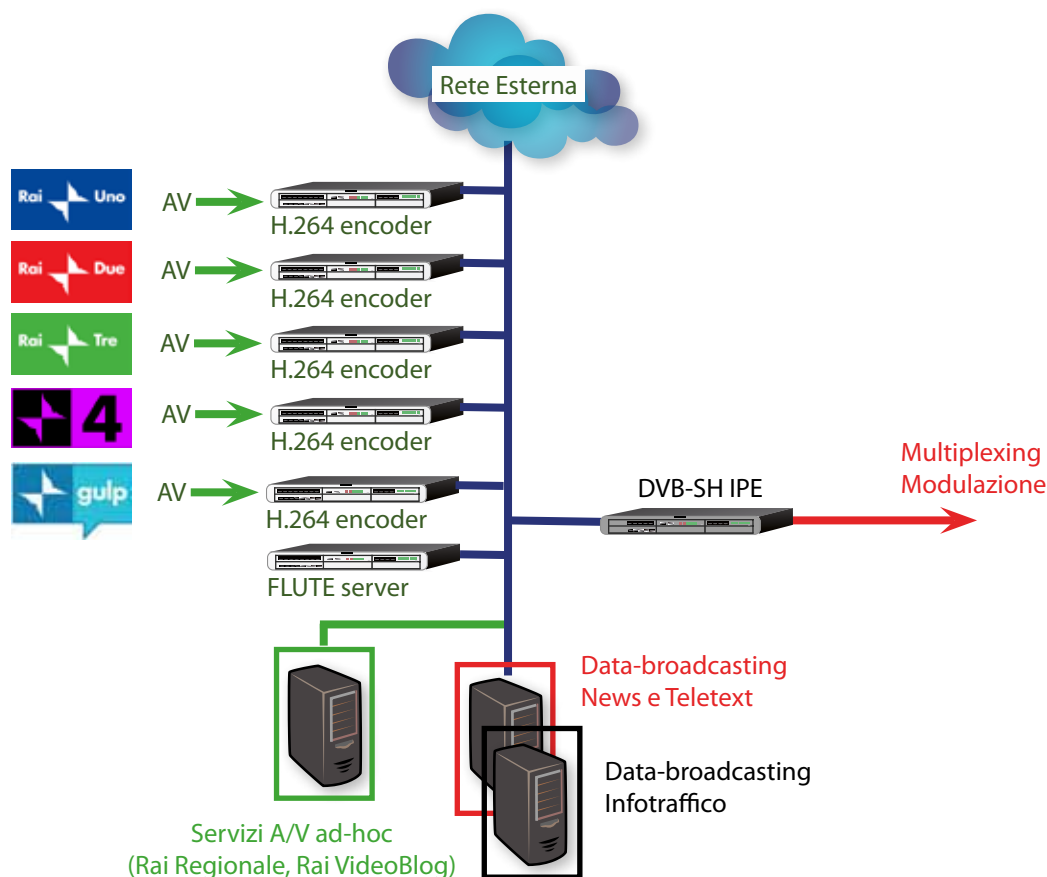 Rete Esterna
Rai Uno
AV
H.264 encoder
Rai Due
AV
H.264 encoder
Rai Tre
AV
H.264 encoder
4
AV
H.264 encoder
gulp
AV
H.264 encoder
FLUTE server
DVB-SH IPE
Multiplexing
Modulazione
Data-broadcasting
News e Teletext
Data-broadcasting
Infotraffico
Servizi A/V ad-hoc
(Rai Regionale, Rai VideoBlog)